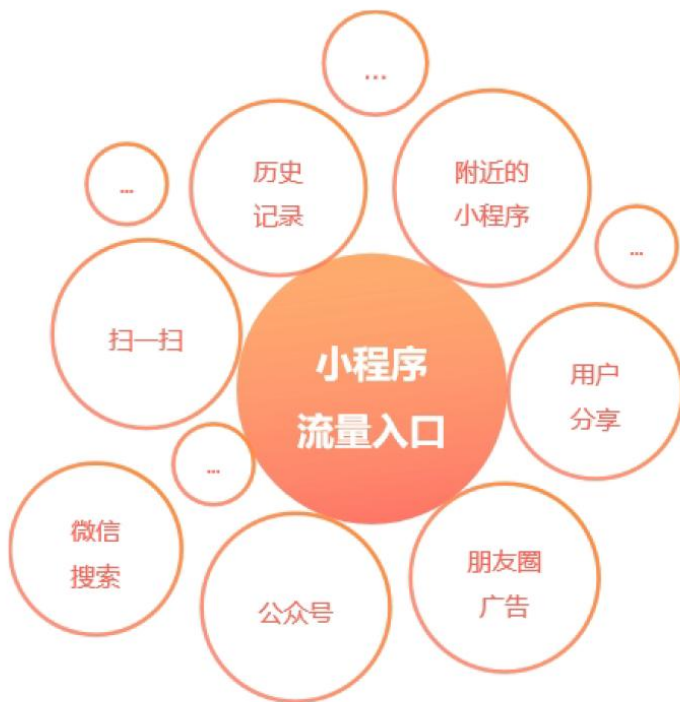 ...
历史
记录
附近的
小程序
...
...
扫一扫
小程序
流量入口
用户
分享
...
微信
搜索
公众号
朋友圈
广告